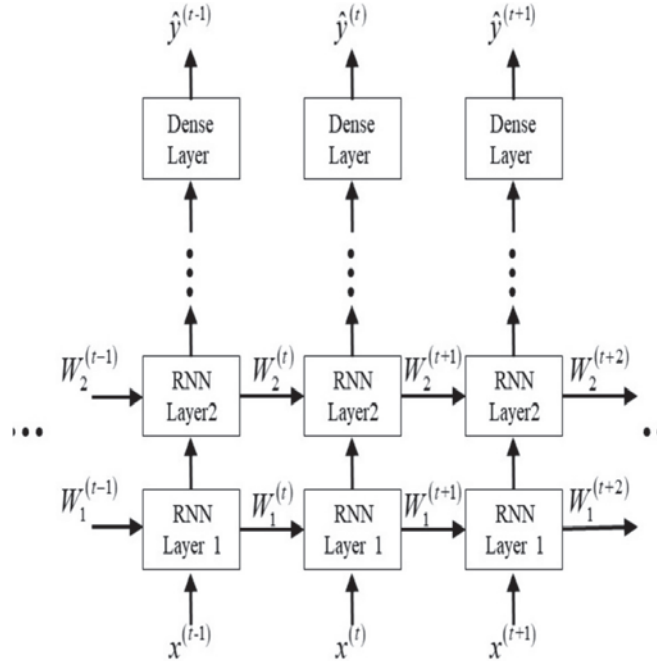 ŷ^(t-1) ŷ^(t) ŷ^(t+1)
Dense Layer Dense Layer Dense Layer
W_2^(t-1) W_2^(t) W_2^(t+1) W_2^(t+2)
RNN Layer2 RNN Layer2 RNN Layer2
W_1^(t-1) W_1^(t) W_1^(t+1) W_1^(t+2)
RNN Layer 1 RNN Layer 1 RNN Layer 1
x^(t-1) x^(t) x^(t+1)